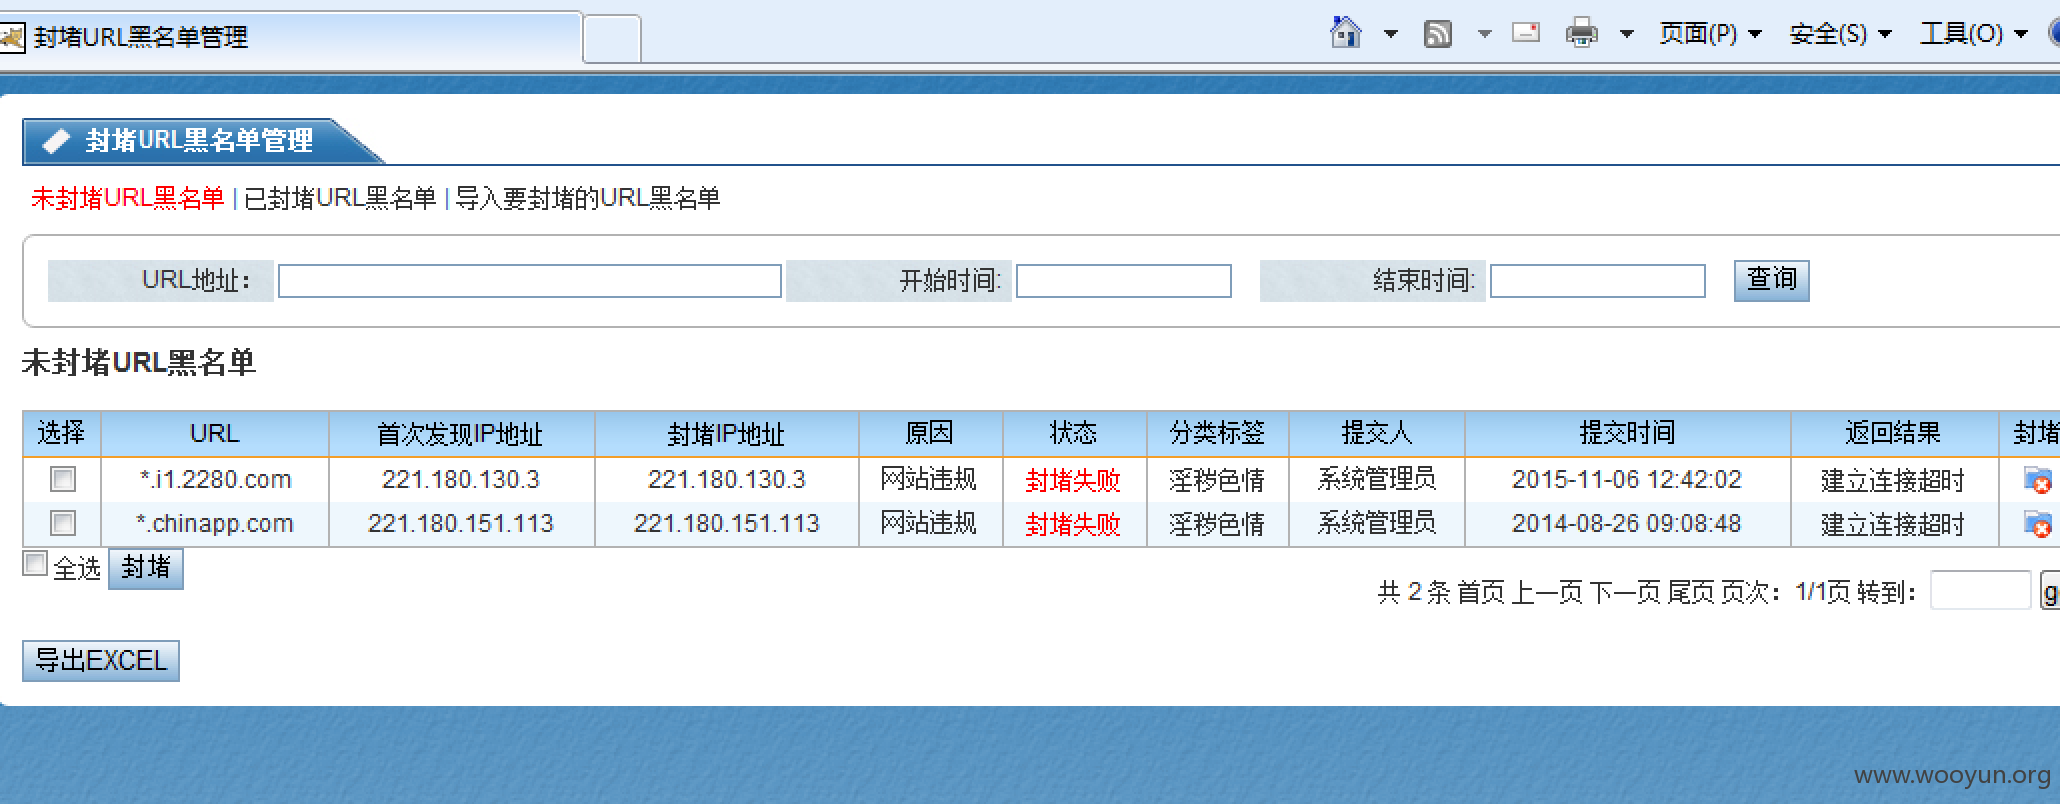 封堵URL黑名单管理
页面(P) 安全(S) 工具(O)
封堵URL黑名单管理
未封堵URL黑名单 | 已封堵URL黑名单 | 导入要封堵的URL黑名单
URL地址： 开始时间: 结束时间: 查询
未封堵URL黑名单
选择 URL 首次发现IP地址 封堵IP地址 原因 状态 分类标签 提交人 提交时间 返回结果 封堵
*.i1.2280.com 221.180.130.3 221.180.130.3 网站违规 封堵失败 淫秽色情 系统管理员 2015-11-06 12:42:02 建立连接超时
*.chinapp.com 221.180.151.113 221.180.151.113 网站违规 封堵失败 淫秽色情 系统管理员 2014-08-26 09:08:48 建立连接超时
全选 封堵
共 2 条 首页 上一页 下一页 尾页 页次：1/1页 转到：
导出EXCEL
www.wooyun.org